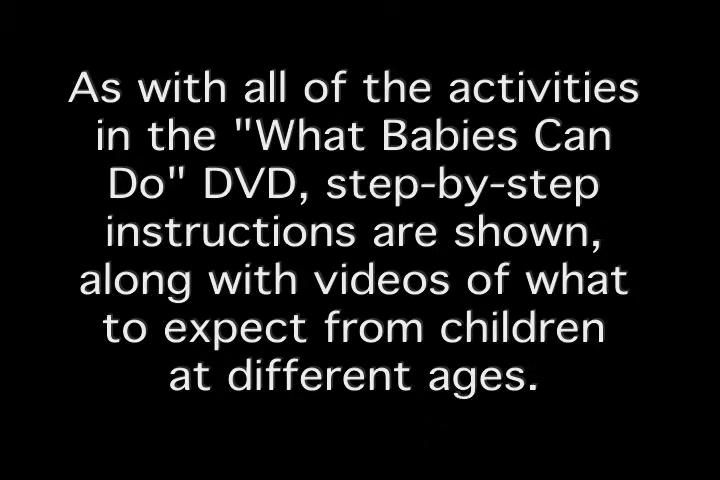 As with all of the activities
in the "What Babies Can
Do" DVD, step-by-step
instructions are shown,
along with videos of what
to expect from children
at different ages.